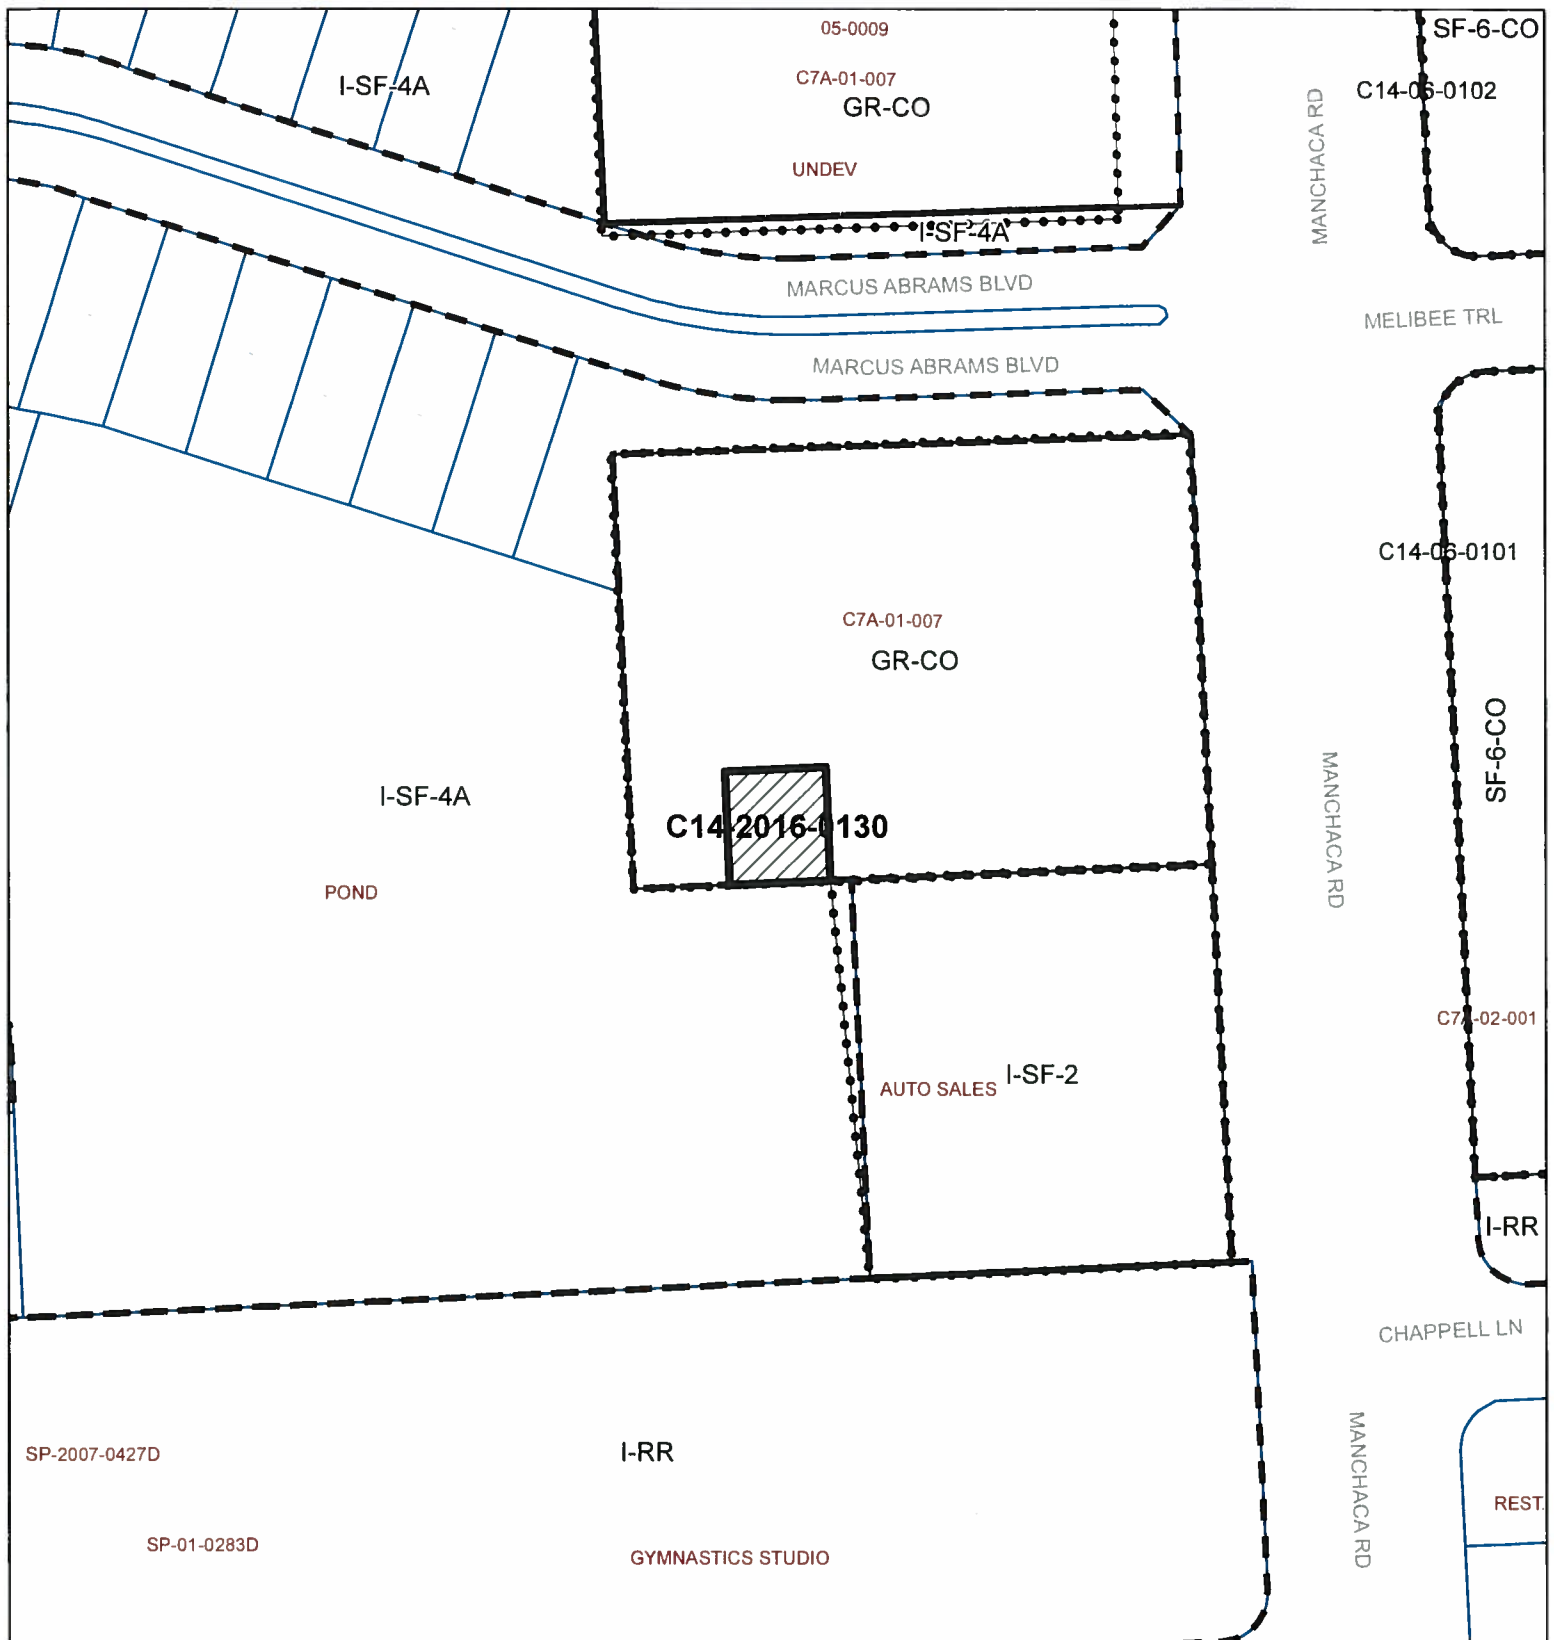 05-0009
SF-6-CO
C7A-01-007
I-SF-4A
C14-06-0102
GR-CO
MANCHACA RD
UNDEV
I-SF-4A
MARCUS ABRAMS BLVD
MELIBEE TRL
MARCUS ABRAMS BLVD
C14-06-0101
C7A-01-007
GR-CO
SF-6-CO
I-SF-4A
MANCHACA RD
C14-2016-0130
POND
C7A-02-001
AUTO SALES
I-SF-2
I-RR
CHAPPELL LN
I-RR
SP-2007-0427D
MANCHACA RD
REST.
SP-01-0283D
GYMNASTICS STUDIO